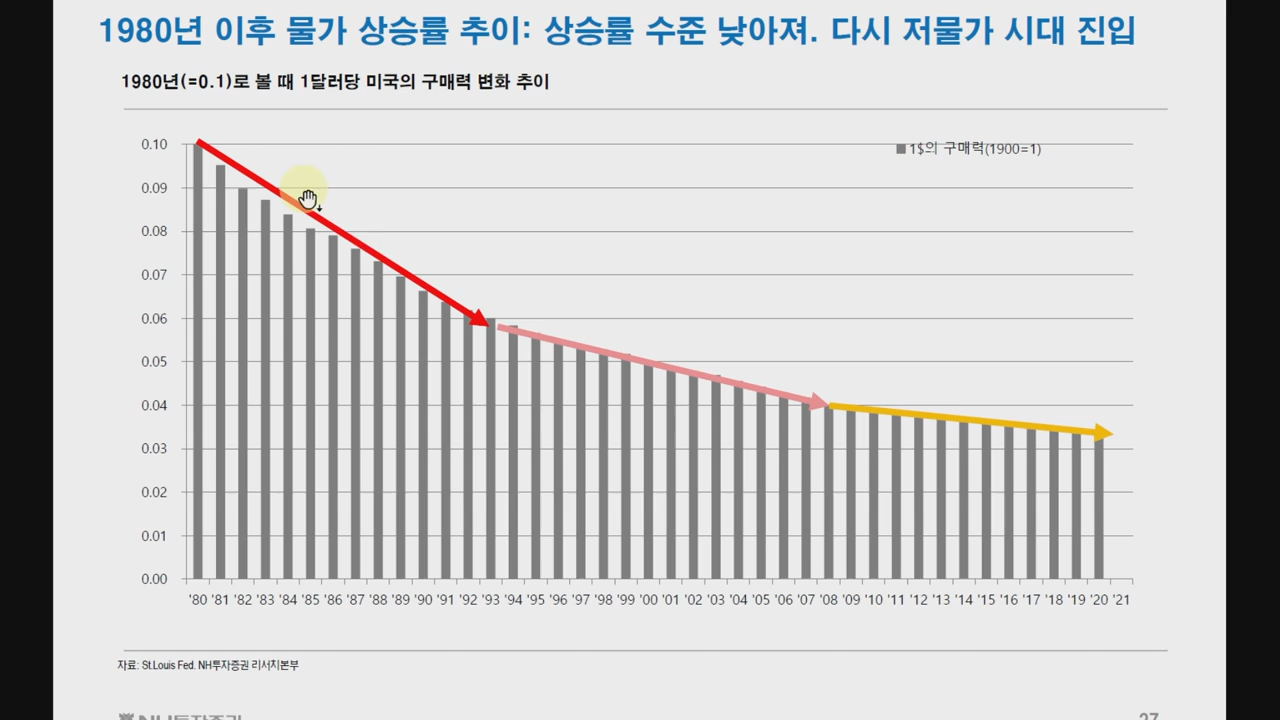 1980년 이후 물가 상승률 추이: 상승률 수준 낮아져. 다시 저물가 시대 진입
1980년(=0.1)로 볼 때 1달러당 미국의 구매력 변화 추이
1$의 구매력(1900=1)
0.10
0.09
0.08
0.07
0.06
0.05
0.04
0.03
0.02
0.01
0.00
'80 '81 '82 '83 '84 '85 '86 '87 '88 '89 '90 '91 '92 '93 '94 '95 '96 '97 '98 '99 '00 '01 '02 '03 '04 '05 '06 '07 '08 '09 '10 '11 '12 '13 '14 '15 '16 '17 '18 '19 '20 '21
자료: St.Louis Fed. NH투자증권 리서치본부
NH투자증권
27